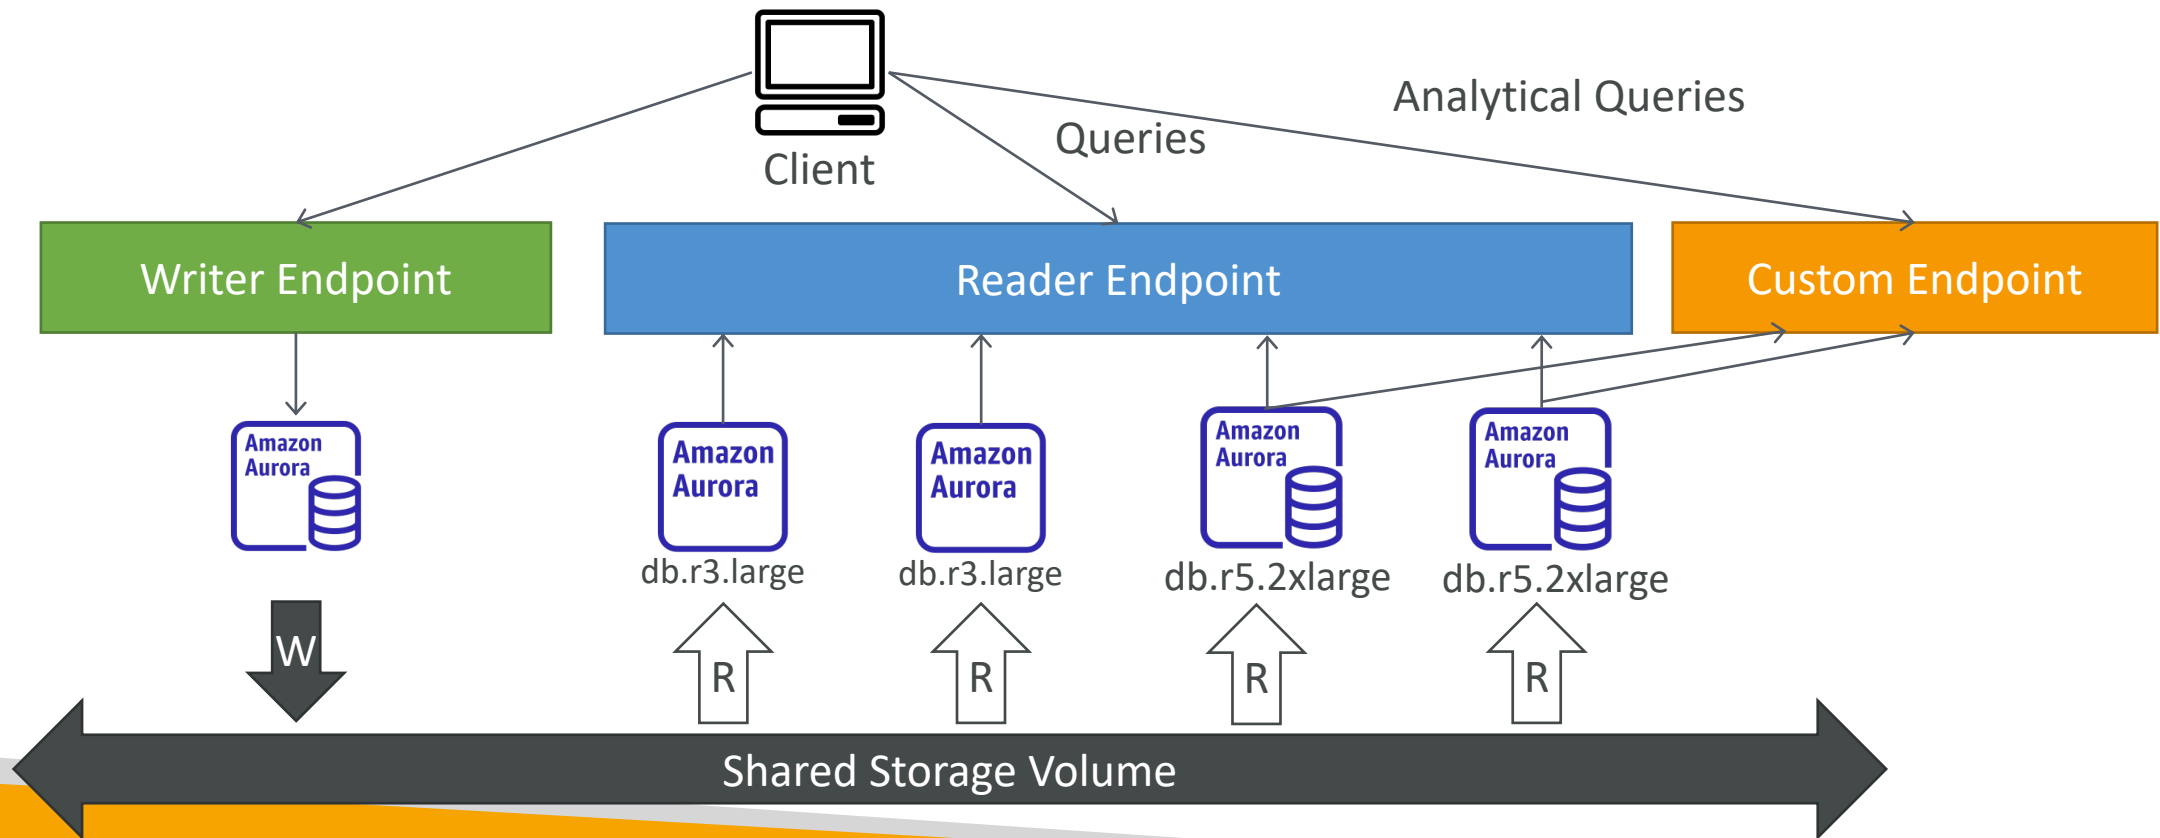 Client
Queries
Analytical Queries
Writer Endpoint
Reader Endpoint
Custom Endpoint
Amazon
Aurora
Amazon
Aurora
db.r3.large
Amazon
Aurora
db.r3.large
Amazon
Aurora
db.r5.2xlarge
Amazon
Aurora
db.r5.2xlarge
W
R
R
R
R
Shared Storage Volume